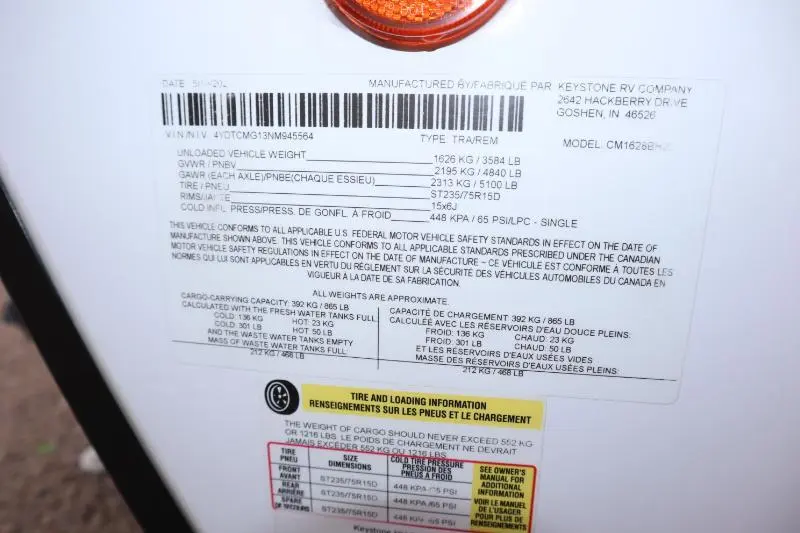 DATE
MANUFACTURED BY/FABRIQUÉ PAR KEYSTONE RV COMPANY
2642 HACKBERRY DRIVE
GOSHEN, IN 46526
V.I.N./N.I.V. 4YDTCMG13NM945564
TYPE TRA/REM
MODEL:
UNLOADED VEHICLE WEIGHT 1626 KG / 3584 LB
GVWR / PNBV 2195 KG / 4840 LB
GAWR (EACH AXLE)/PNBE(CHAQUE ESSIEU) 2313 KG / 5100 LB
TIRE / PNEU ST235/75R15D
RIMS/JANTE 15x6J
COLD INFL. PRESS/PRESS. DE GONFL. À FROID 448 KPA / 65 PSI/LPC - SINGLE
THIS VEHICLE CONFORMS TO ALL APPLICABLE U.S. FEDERAL MOTOR VEHICLE SAFETY STANDARDS IN EFFECT ON THE DATE OF
MANUFACTURE SHOWN ABOVE. THIS VEHICLE CONFORMS TO ALL APPLICABLE STANDARDS PRESCRIBED UNDER THE CANADIAN
MOTOR VEHICLE SAFETY REGULATIONS IN EFFECT ON THE DATE OF MANUFACTURE ~ CE VÉHICULE EST CONFORME À TOUTES LES
NORMES QUI LUI SONT APPLICABLES EN VERTU DU RÈGLEMENT SUR LA SÉCURITÉ DES VÉHICULES AUTOMOBILES DU CANADA EN
VIGUEUR À LA DATE DE SA FABRICATION.
ALL WEIGHTS ARE APPROXIMATE.
CARGO-CARRYING CAPACITY: 392 KG / 865 LB
CALCULATED WITH THE FRESH WATER TANKS FULL:
COLD: 136 KG HOT: 23 KG
COLD: 301 LB HOT: 50 LB
AND THE WASTE WATER TANKS EMPTY
MASS OF WASTE WATER TANKS FULL:
212 KG / 468 LB
CAPACITÉ DE CHARGEMENT: 392 KG / 865 LB
CALCULÉE AVEC LES RÉSERVOIRS D'EAU DOUCE PLEINS:
FROID: 136 KG CHAUD: 23 KG
FROID: 301 LB CHAUD: 50 LB
ET LES RÉSERVOIRS D'EAUX USÉES VIDES
MASSE DES RÉSERVOIRS D'EAUX USÉES PLEINS:
212 KG / 468 LB
TIRE AND LOADING INFORMATION
RENSEIGNEMENTS SUR LES PNEUS ET LE CHARGEMENT
THE WEIGHT OF CARGO SHOULD NEVER EXCEED 552 KG
OR 1216 LBS. LE POIDS DE CHARGEMENT NE DEVRAIT
JAMAIS EXCÉDER 552 KG OU 1216 LBS
TIRE
PNEU
SIZE
DIMENSIONS
COLD TIRE PRESSURE
PRESSION DES
PNEUS A FROID
FRONT
AVANT
ST235/75R15D
448 KPA /65 PSI
REAR
ARRIÈRE
ST235/75R15D
448 KPA /65 PSI
SPARE
DE SECOURS
ST235/75R15D
448 KPA /65 PSI
SEE OWNER'S
MANUAL FOR
ADDITIONAL
INFORMATION
VOIR LE MANUEL
DE L'USAGER
POUR PLUS DE
RENSEIGNEMENTS
Keystone